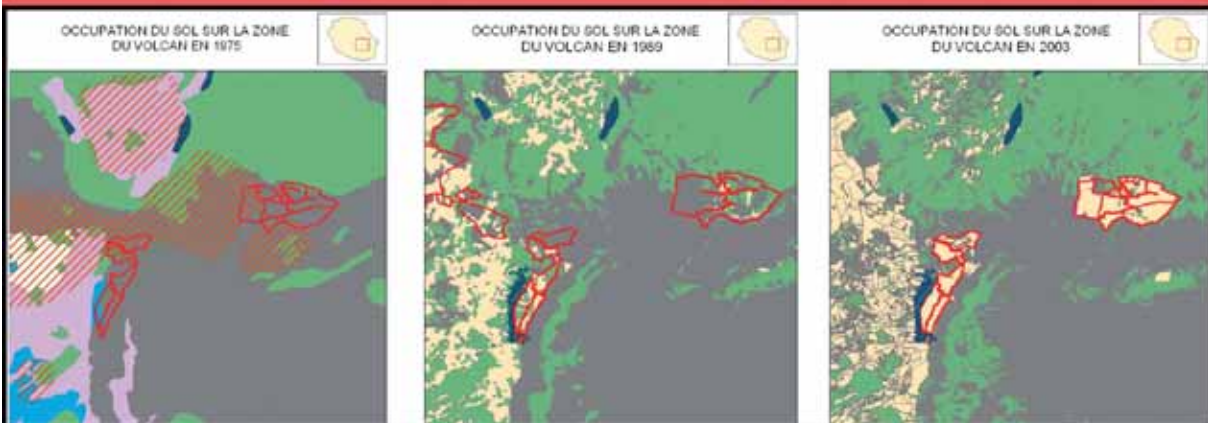 OCCUPATION DU SOL SUR LA ZONE
DU VOLCAN EN 1975
OCCUPATION DU SOL SUR LA ZONE
DU VOLCAN EN 1989
OCCUPATION DU SOL SUR LA ZONE
DU VOLCAN EN 2003